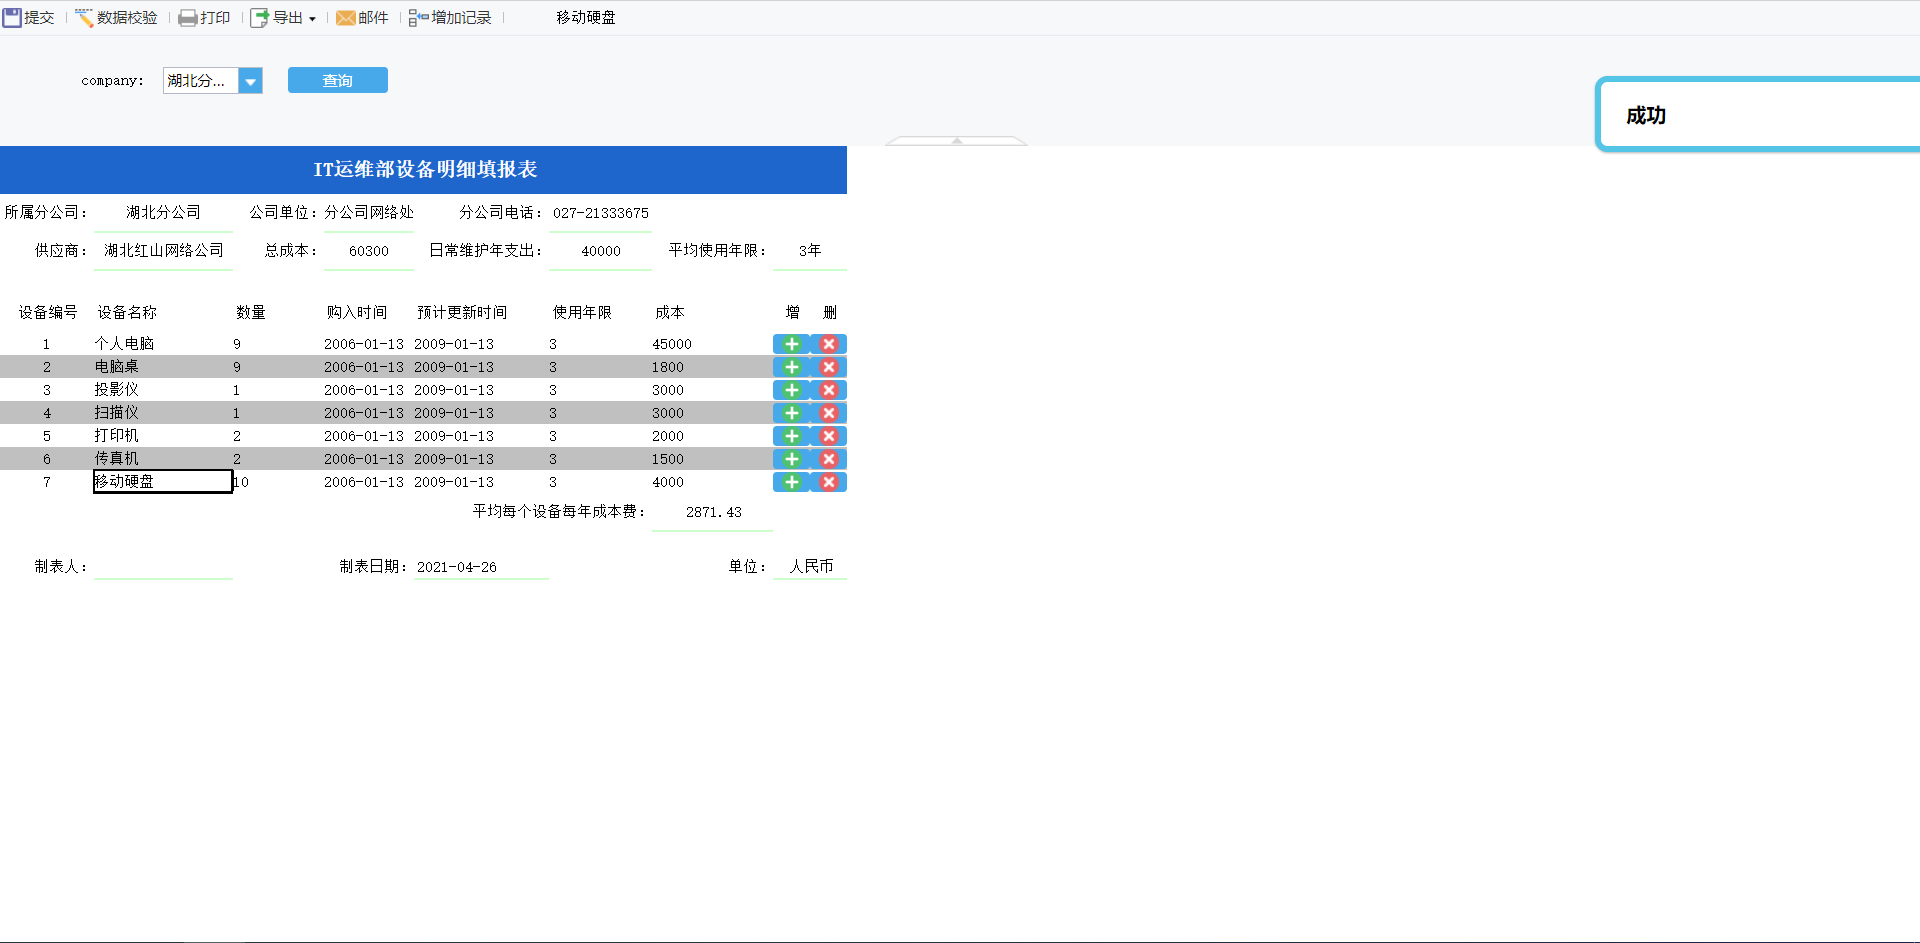 提交 数据校验 打印 导出 邮件 增加记录 移动硬盘
company: 湖北分... 查询
成功
IT运维部设备明细填报表
所属分公司: 湖北分公司 公司单位: 分公司网络处 分公司电话: 027-21333675
供应商: 湖北红山网络公司 总成本: 60300 日常维护年支出: 40000 平均使用年限: 3年
设备编号 设备名称 数量 购入时间 预计更新时间 使用年限 成本 增 删
1 个人电脑 9 2006-01-13 2009-01-13 3 45000
2 电脑桌 9 2006-01-13 2009-01-13 3 1800
3 投影仪 1 2006-01-13 2009-01-13 3 3000
4 扫描仪 1 2006-01-13 2009-01-13 3 3000
5 打印机 2 2006-01-13 2009-01-13 3 2000
6 传真机 2 2006-01-13 2009-01-13 3 1500
7 移动硬盘 10 2006-01-13 2009-01-13 3 4000
平均每个设备每年成本费: 2871.43
制表人: 制表日期: 2021-04-26 单位: 人民币